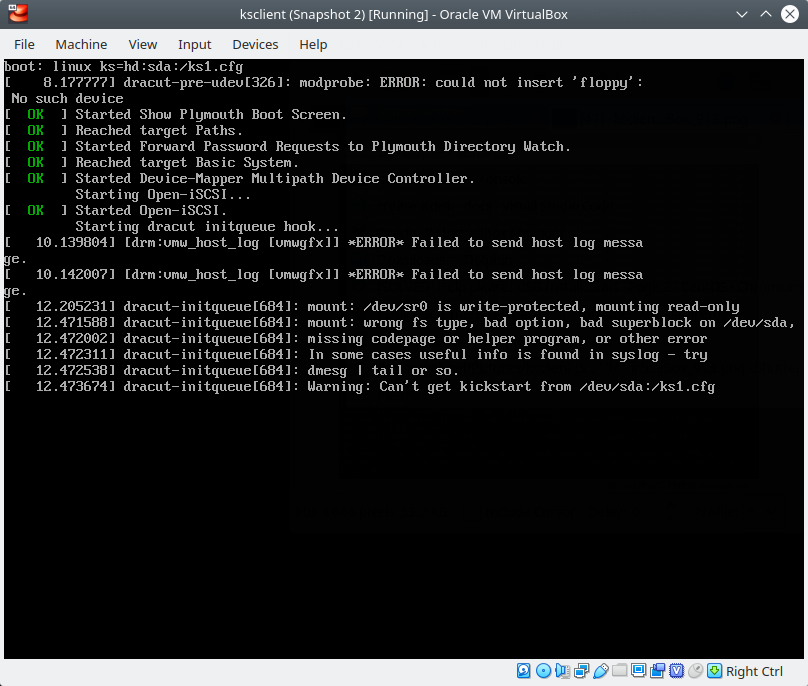 ksclient (Snapshot 2) [Running] - Oracle VM VirtualBox
File Machine View Input Devices Help
boot: linux ks=hd:sda:/ks1.cfg
[    8.177777] dracut-pre-udev[326]: modprobe: ERROR: could not insert 'floppy':
 No such device
[  OK  ] Started Show Plymouth Boot Screen.
[  OK  ] Reached target Paths.
[  OK  ] Started Forward Password Requests to Plymouth Directory Watch.
[  OK  ] Reached target Basic System.
[  OK  ] Started Device-Mapper Multipath Device Controller.
         Starting Open-iSCSI...
[  OK  ] Started Open-iSCSI.
         Starting dracut initqueue hook...
[   10.139804] [drm:vmw_host_log [vmwgfx]] *ERROR* Failed to send host log messa
ge.
[   10.142007] [drm:vmw_host_log [vmwgfx]] *ERROR* Failed to send host log messa
ge.
[   12.205231] dracut-initqueue[684]: mount: /dev/sr0 is write-protected, mounting read-only
[   12.471588] dracut-initqueue[684]: mount: wrong fs type, bad option, bad superblock on /dev/sda,
[   12.472002] dracut-initqueue[684]: missing codepage or helper program, or other error
[   12.472311] dracut-initqueue[684]: In some cases useful info is found in syslog - try
[   12.472538] dracut-initqueue[684]: dmesg | tail or so.
[   12.473674] dracut-initqueue[684]: Warning: Can't get kickstart from /dev/sda:/ks1.cfg
Right Ctrl